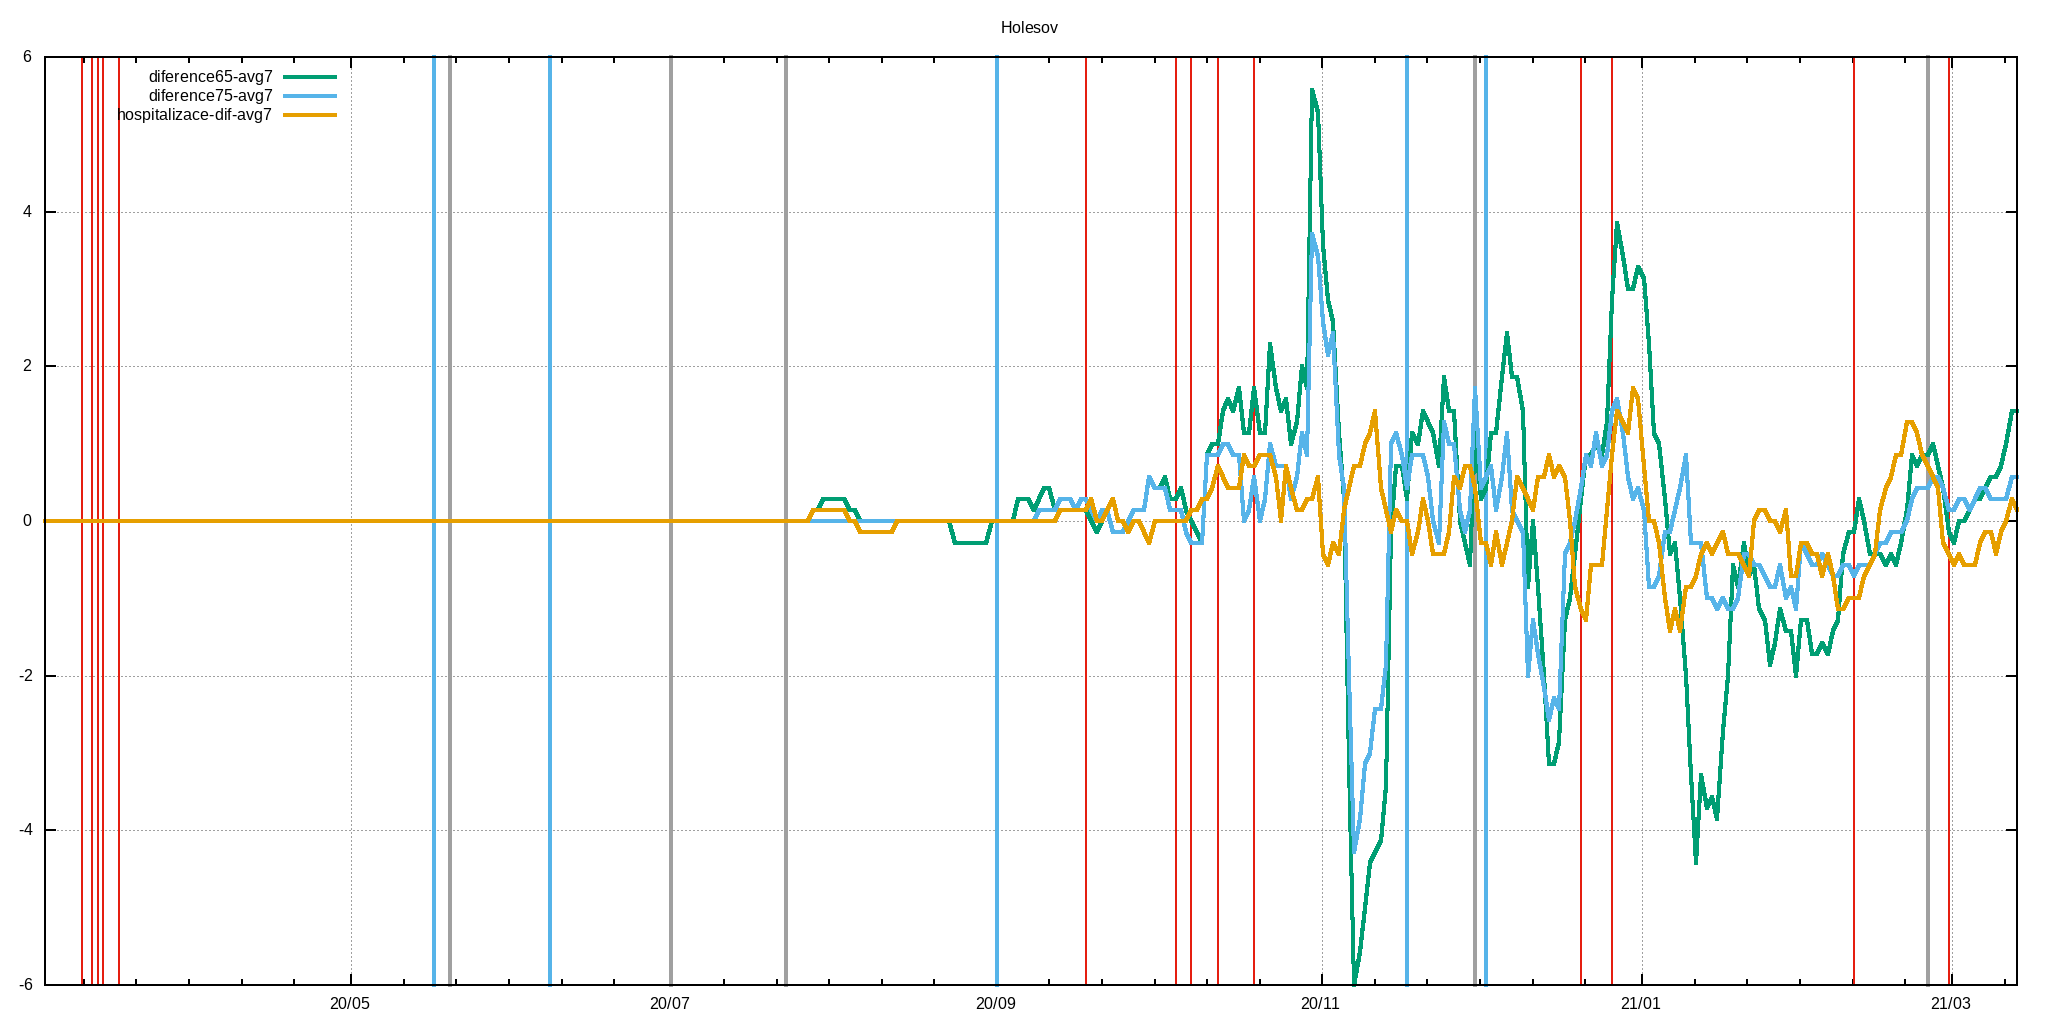 Holesov
6
diference65-avg7
diference75-avg7
hospitalizace-dif-avg7
4
2
0
-2
-4
-6
20/05 20/07 20/09 20/11 21/01 21/03